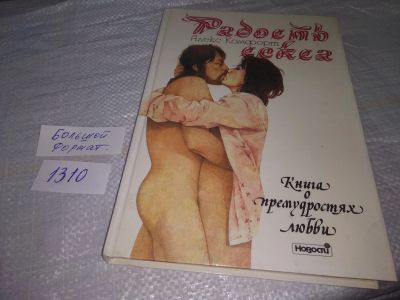 Радость
Алекс Комфорт
секса
Книга
о
премудростях
любви
Новости
БОЛЬШОЙ
формат.
1310